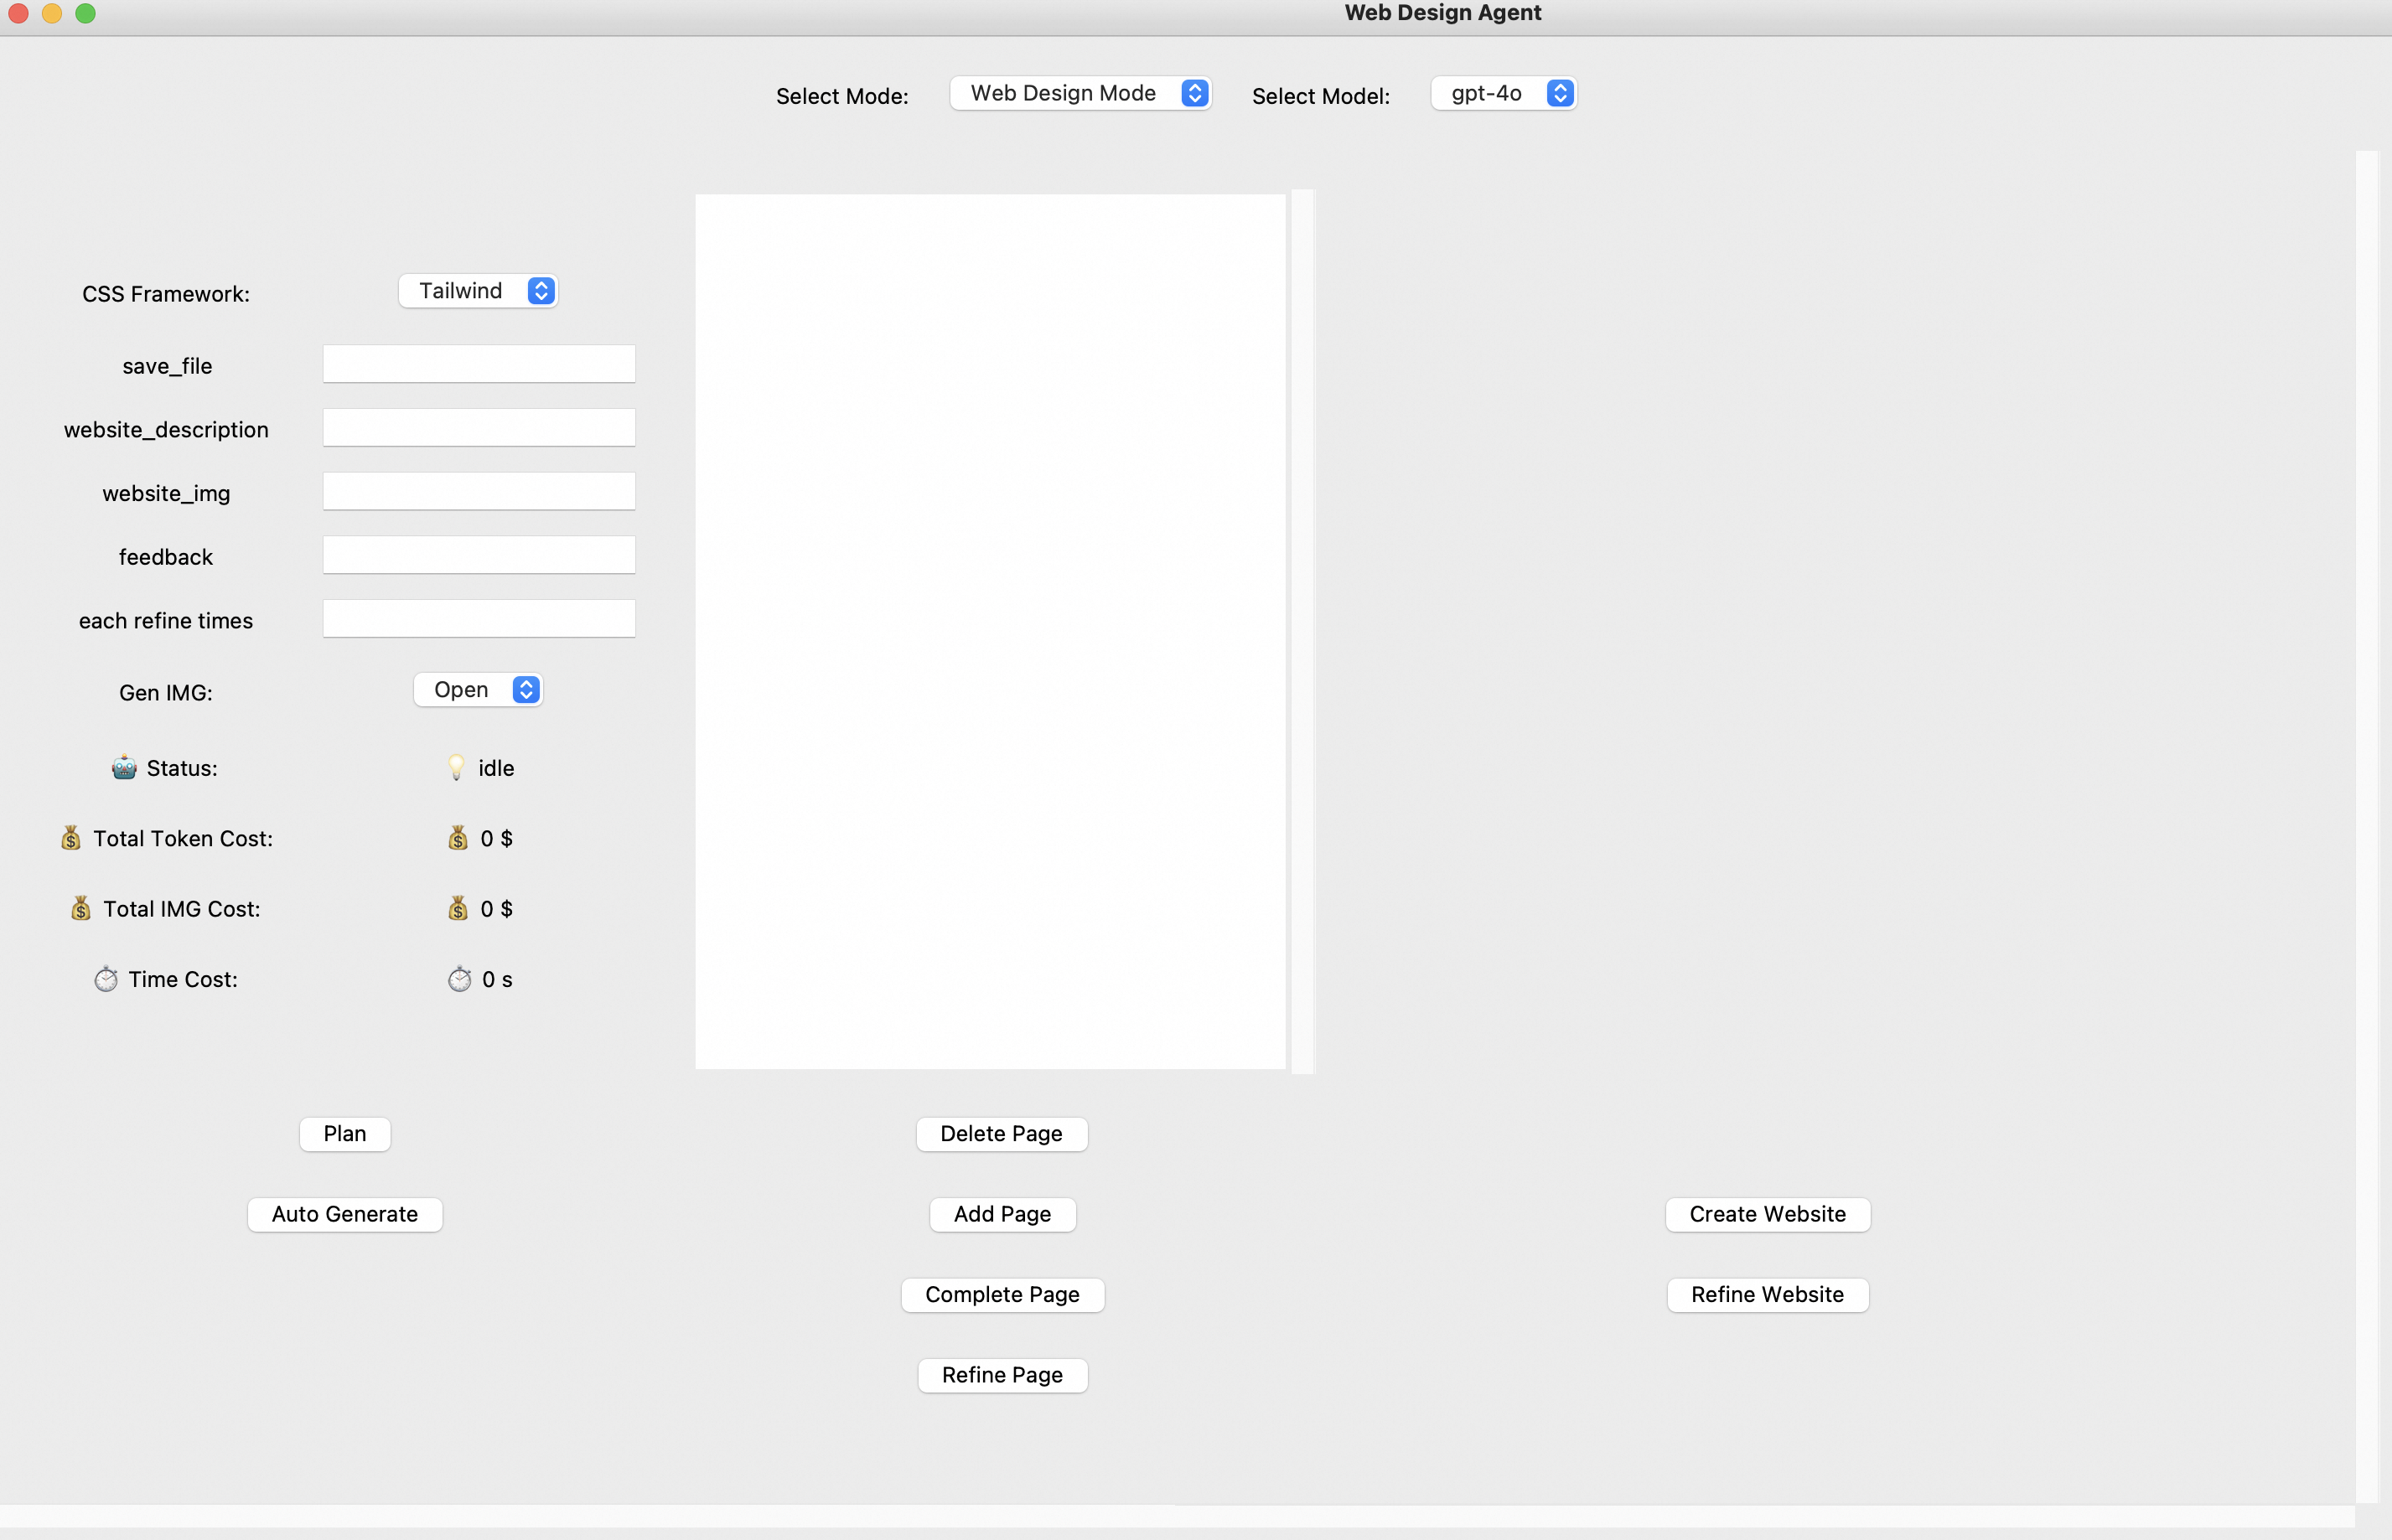 Web Design Agent
Select Mode: Web Design Mode Select Model: gpt-4o
CSS Framework: Tailwind
save_file
website_description
website_img
feedback
each refine times
Gen IMG: Open
🤖 Status: 💡 idle
💰 Total Token Cost: 💰 0 $
💰 Total IMG Cost: 💰 0 $
⏱ Time Cost: ⏱ 0 s
Plan Delete Page
Auto Generate Add Page Create Website
Complete Page Refine Website
Refine Page